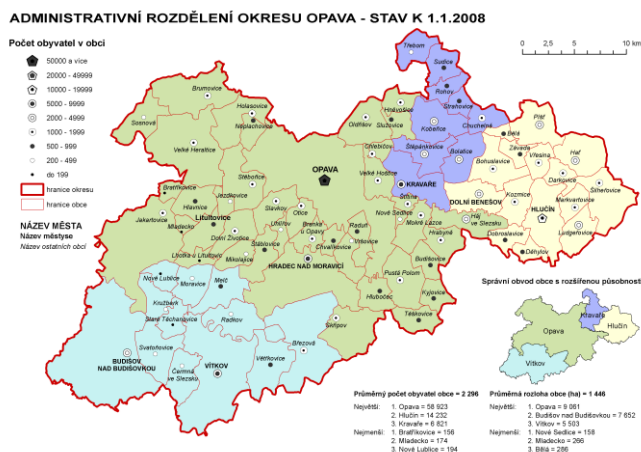 ADMINISTRATIVNÍ ROZDĚLENÍ OKRESU OPAVA - STAV K 1.1.2008
Počet obyvatel v obci
50000 a více
20000 - 49999
10000 - 19999
5000 - 9999
2000 - 4999
1000 - 1999
500 - 999
200 - 499
do 199
hranice okresu
hranice obce
NÁZEV MĚSTA
Název městyse
Název ostatních obcí
0 2,5 5 10 km
Třebom
Sudice
Rohov
Strahovice
Kobeřice
Chuchelná
Štěpánkovice
Bolatice
KRAVAŘE
Brumovice
Holasovice
Neplachovice
Sosnová
Velké Heraltice
Hněvošice
Oldřišov
Služovice
Chlebičov
Velké Hoštice
OPAVA
Bělá
Píšť
Závada
Vřesina
Hať
Bohuslavice
Darkovice
Šilheřovice
Kozmice
Markvartovice
DOLNÍ BENEŠOV
HLUČÍN
Ludgeřovice
Dobroslavice
Děhylov
Háj
ve Slezsku
Štítina
Nové Sedlice
Mokré Lazce
Hrabyně
Stěbořice
Bratříkovice
Hlavnice
Jezdkovice
Jakartovice
Litultovice
Mladecko
Dolní Životice
Slavkov
Otice
Uhlířov
Branka
u Opavy
Raduň
Chvalíkovice
Vršovice
Štáblovice
Lhotka u Litultovic
Mikolajice
HRADEC NAD MORAVICÍ
Budišovice
Pustá Polom
Kyjovice
Hlubočec
Těškovice
Skřipov
Nové Lublice
Moravice
Melč
Kružberk
Staré Těchanovice
Radkov
Svatoňovice
BUDIŠOV
NAD BUDIŠOVKOU
Čermná
ve Slezsku
VÍTKOV
Větřkovice
Březová
Správní obvod obce s rozšířenou působností
Kravaře
Opava
Hlučín
Vítkov
Průměrný počet obyvatel obce = 2 296
Největší: 1. Opava = 58 923
2. Hlučín = 14 232
3. Kravaře = 6 821
Nejmenší: 1. Bratříkovice = 156
2. Mladecko = 174
3. Nové Lublice = 194
Průměrná rozloha obce (ha) = 1 446
Největší: 1. Opava = 9 061
2. Budišov nad Budišovkou = 7 652
3. Vítkov = 5 503
Nejmenší: 1. Nové Sedlice = 158
2. Mladecko = 266
3. Bělá = 286